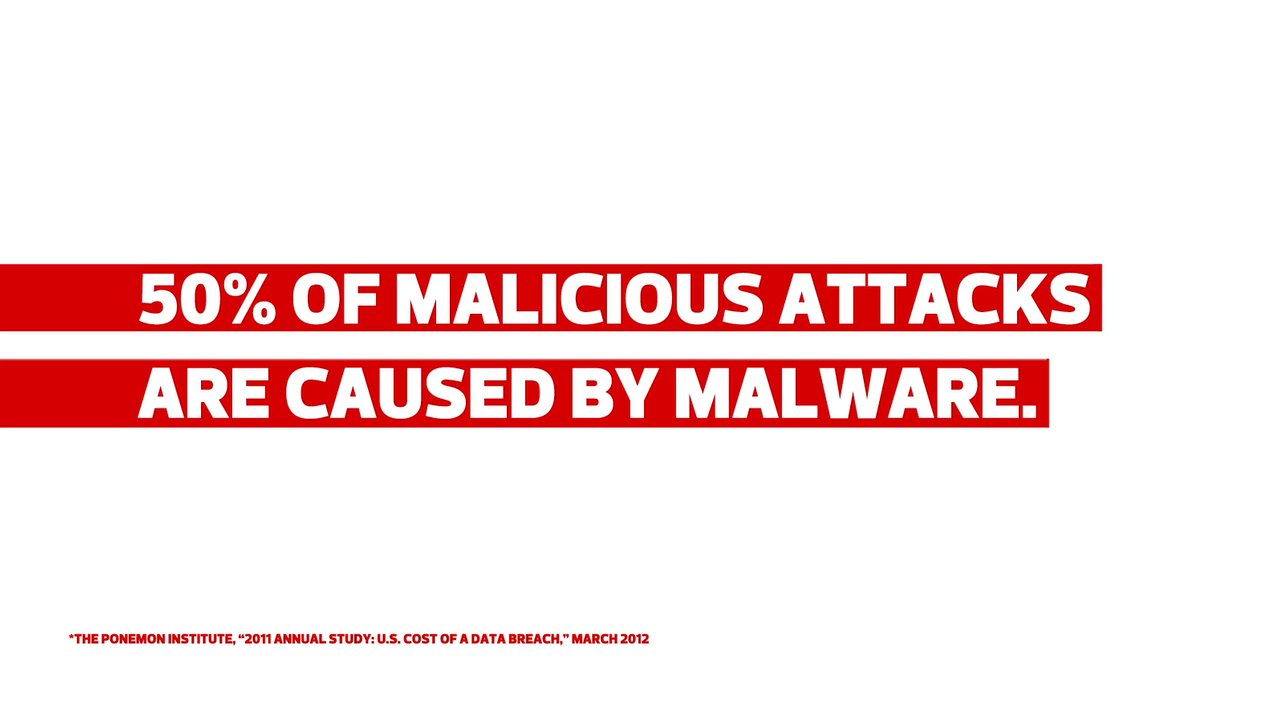 50% OF MALICIOUS ATTACKS
ARE CAUSED BY MALWARE.
*THE PONEMON INSTITUTE, “2011 ANNUAL STUDY: U.S. COST OF A DATA BREACH,” MARCH 2012